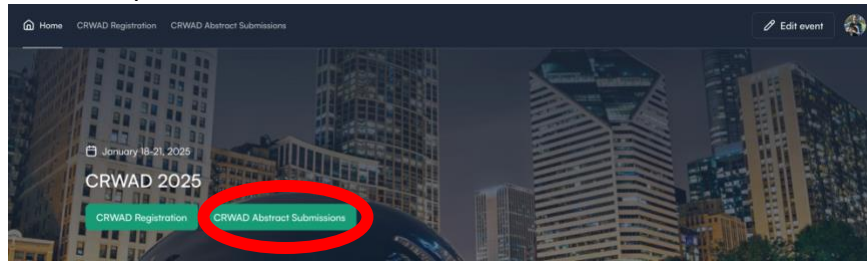 Home CRWAD Registration CRWAD Abstract Submissions Edit event
January 18-21, 2025
CRWAD 2025
CRWAD Registration CRWAD Abstract Submissions